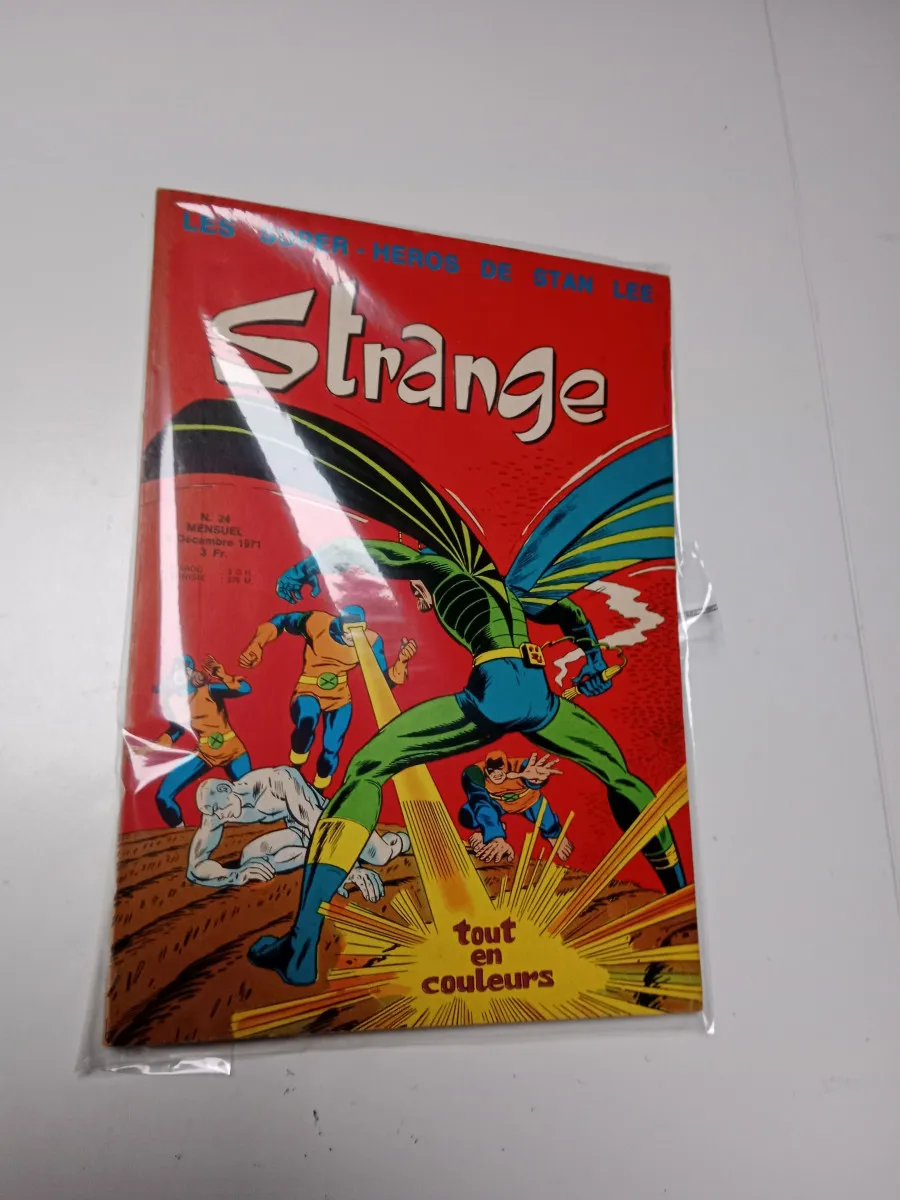 LES SUPER-HEROS DE STAN LEE
Strange
N. 24
MENSUEL
Décembre 1971
3 Fr.
tout
en
couleurs